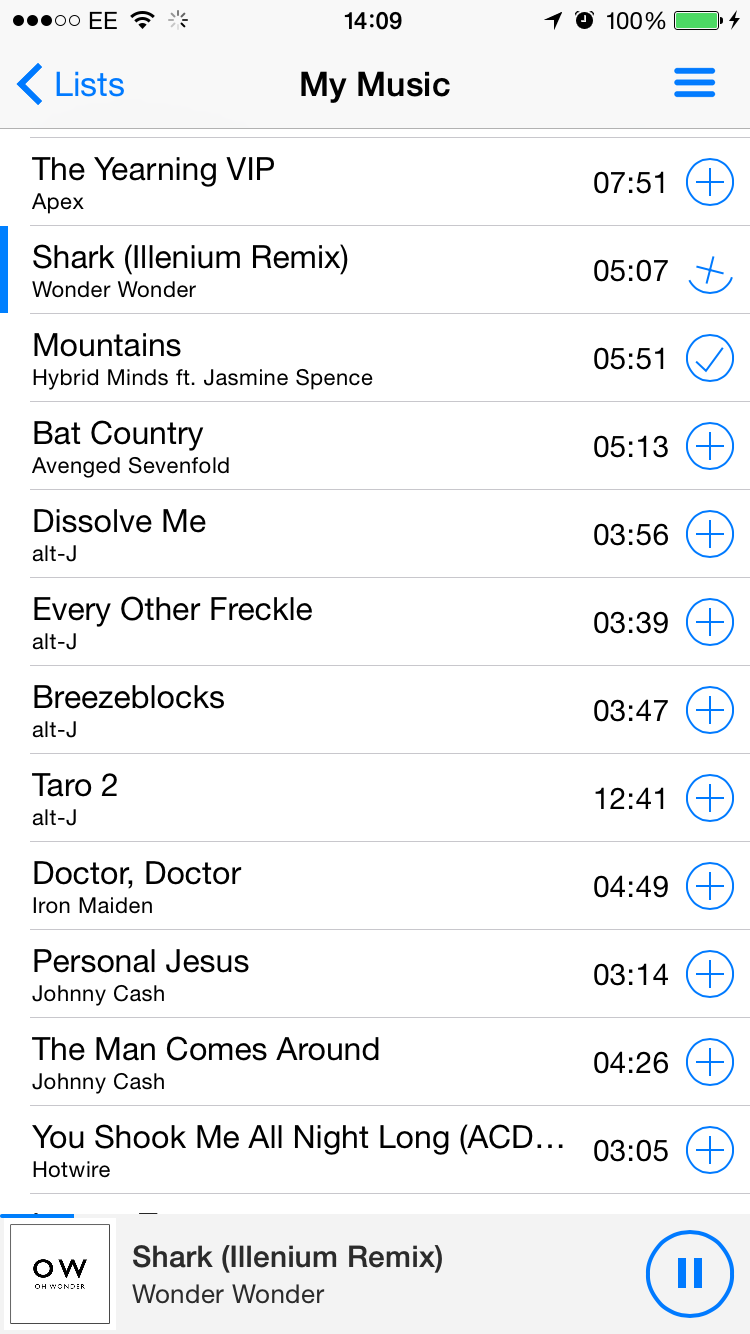 EE 14:09 100%
Lists My Music
The Yearning VIP 07:51
Apex
Shark (Illenium Remix) 05:07
Wonder Wonder
Mountains 05:51
Hybrid Minds ft. Jasmine Spence
Bat Country 05:13
Avenged Sevenfold
Dissolve Me 03:56
alt-J
Every Other Freckle 03:39
alt-J
Breezeblocks 03:47
alt-J
Taro 2 12:41
alt-J
Doctor, Doctor 04:49
Iron Maiden
Personal Jesus 03:14
Johnny Cash
The Man Comes Around 04:26
Johnny Cash
You Shook Me All Night Long (ACD... 03:05
Hotwire
OW
OH WONDER
Shark (Illenium Remix)
Wonder Wonder